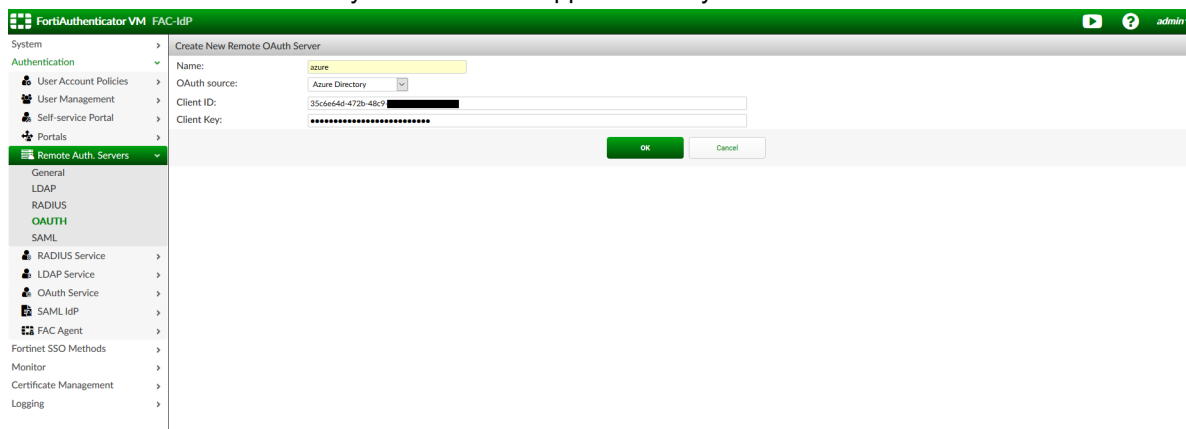 FortiAuthenticator VM FAC-IdP
admin
System
Authentication
User Account Policies
User Management
Self-service Portal
Portals
Remote Auth. Servers
General
LDAP
RADIUS
OAUTH
SAML
RADIUS Service
LDAP Service
OAuth Service
SAML IdP
FAC Agent
Fortinet SSO Methods
Monitor
Certificate Management
Logging
Create New Remote OAuth Server
Name: azure
OAuth source: Azure Directory
Client ID: 35c6e64d-472b-48c9-
Client Key: ••••••••••••••••••••••••••
OK Cancel